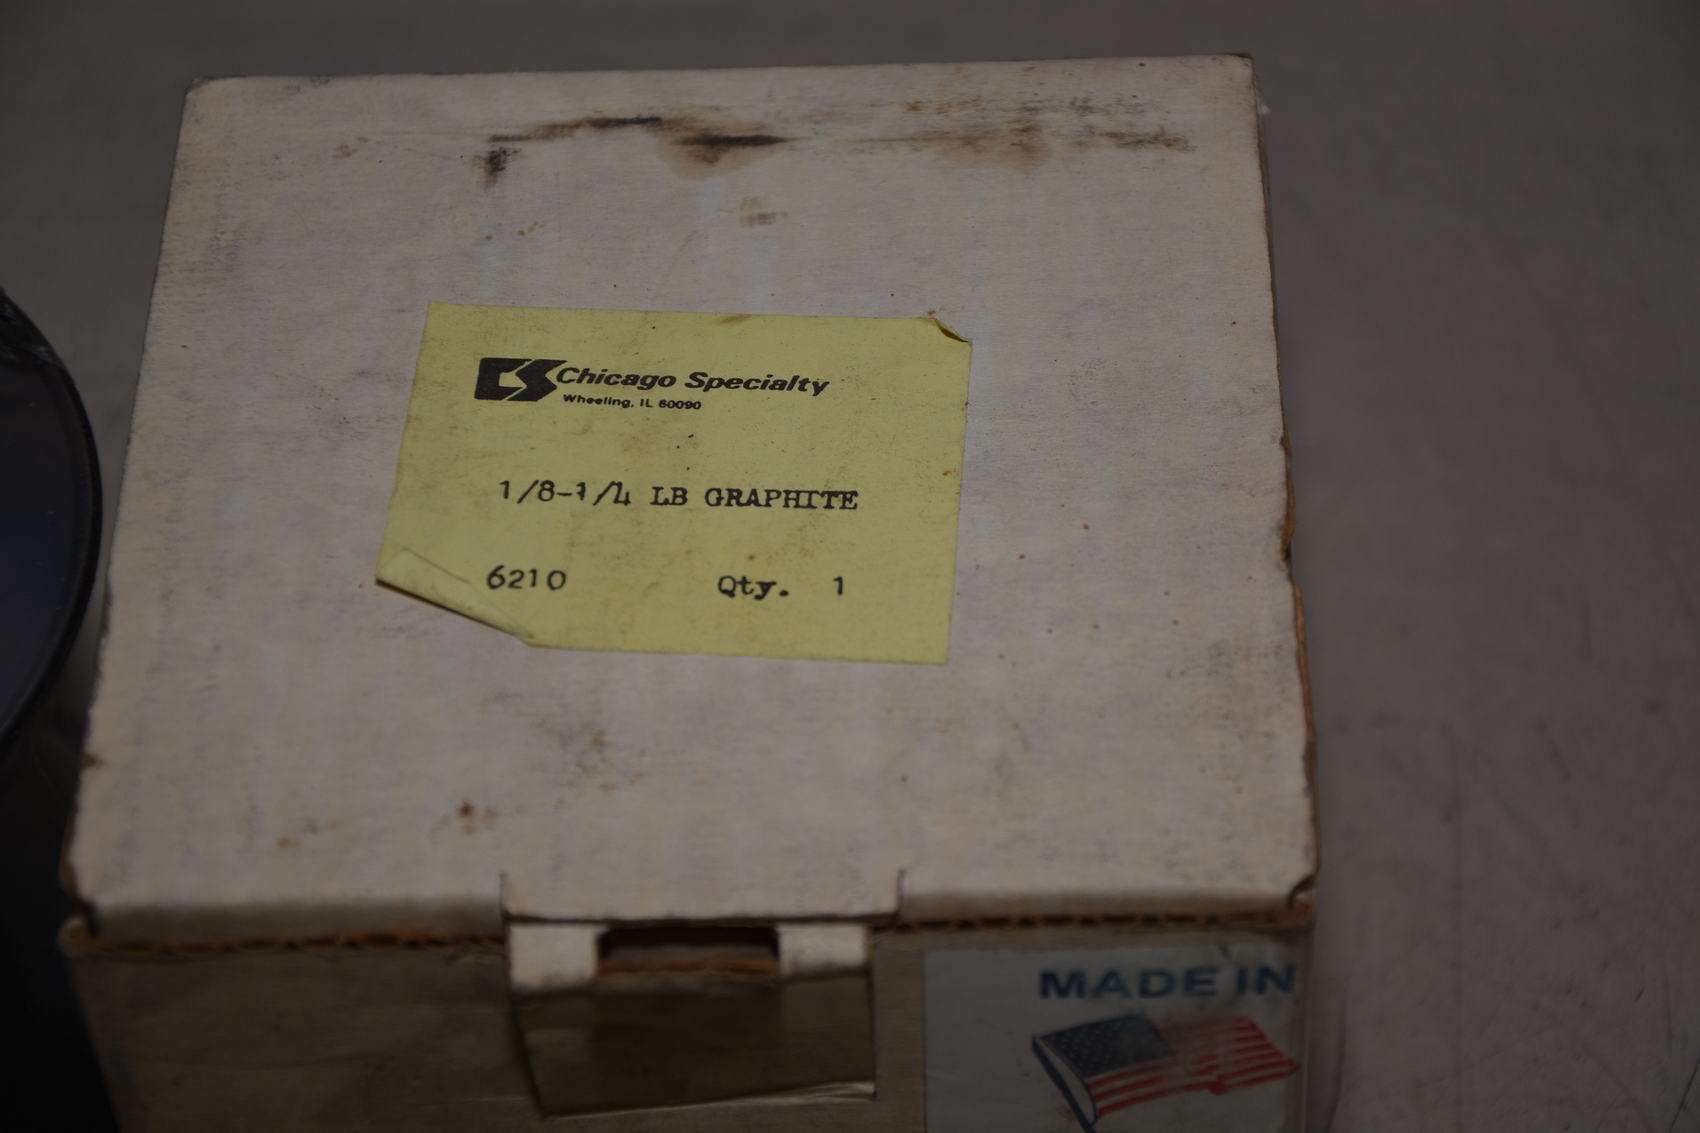 CS Chicago Specialty
Wheeling, IL 60090
1/8-1/4 LB GRAPHITE
6210 Qty. 1
MADE IN